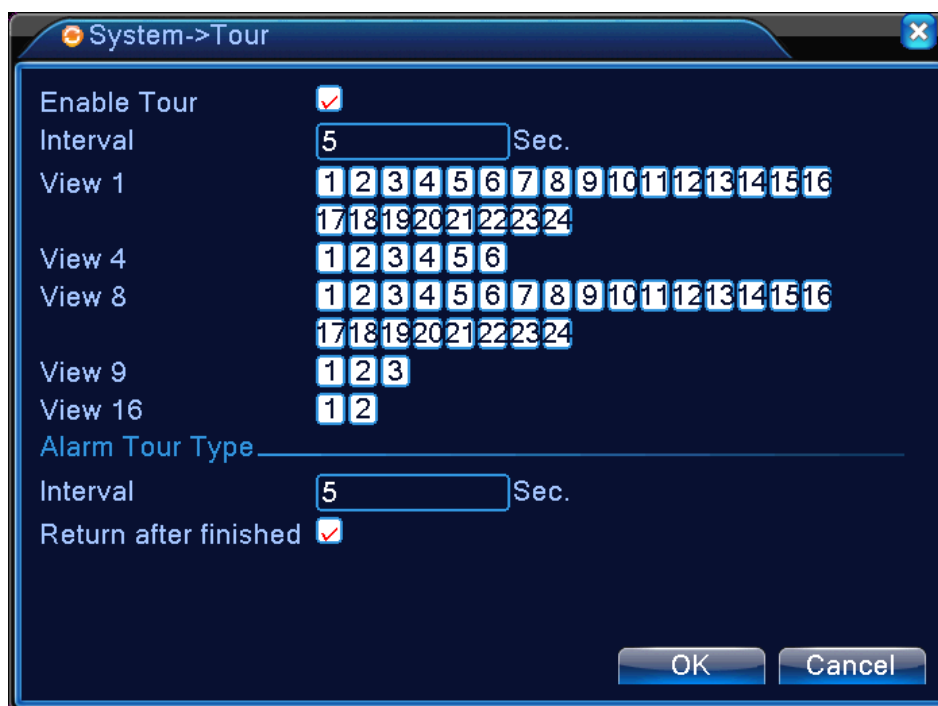 System->Tour
Enable Tour
Interval 5 Sec.
View 1 1 2 3 4 5 6 7 8 9 10 11 12 13 14 15 16
17 18 19 20 21 22 23 24
View 4 1 2 3 4 5 6
View 8 1 2 3 4 5 6 7 8 9 10 11 12 13 14 15 16
17 18 19 20 21 22 23 24
View 9 1 2 3
View 16 1 2
Alarm Tour Type
Interval 5 Sec.
Return after finished
OK Cancel